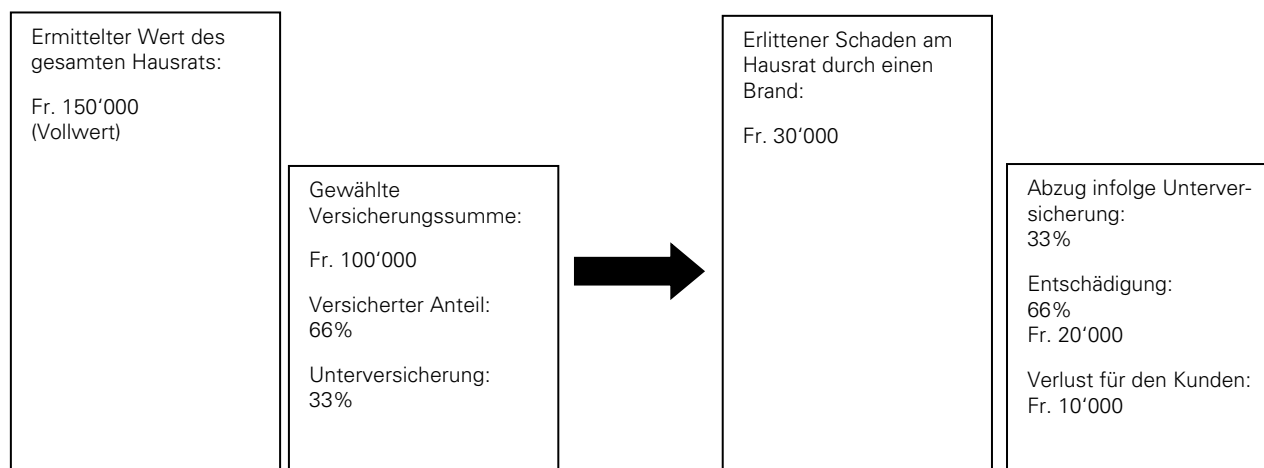 Ermittelter Wert des
gesamten Hausrats:
Fr. 150‘000
(Vollwert)
Gewählte
Versicherungssumme:
Fr. 100‘000
Versicherter Anteil:
66%
Unterversicherung:
33%
Erlittener Schaden am
Hausrat durch einen
Brand:
Fr. 30‘000
Abzug infolge Unterver-
sicherung:
33%
Entschädigung:
66%
Fr. 20‘000
Verlust für den Kunden:
Fr. 10‘000